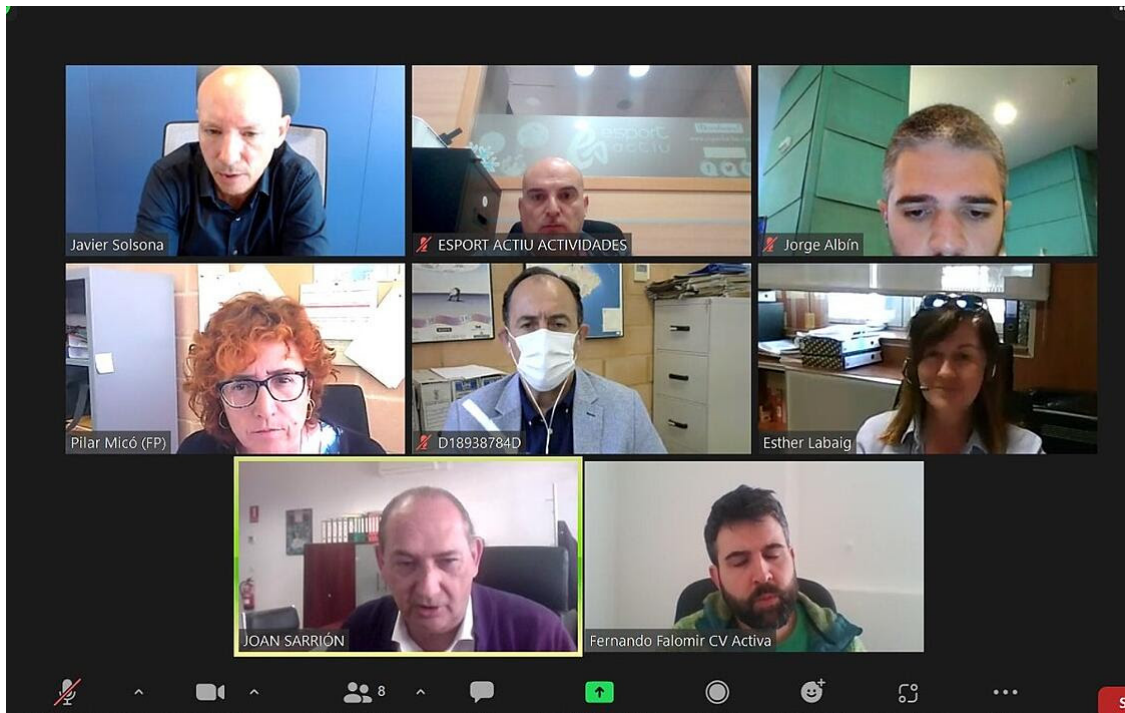 esport
activ
Javier Solsona
ESPORT ACTIU ACTIVIDADES
Jorge Albín
Pilar Micó (FP)
D18938784D
Esther Labaig
JOAN SARRIÓN
Fernando Falomir CV Activa
8
S